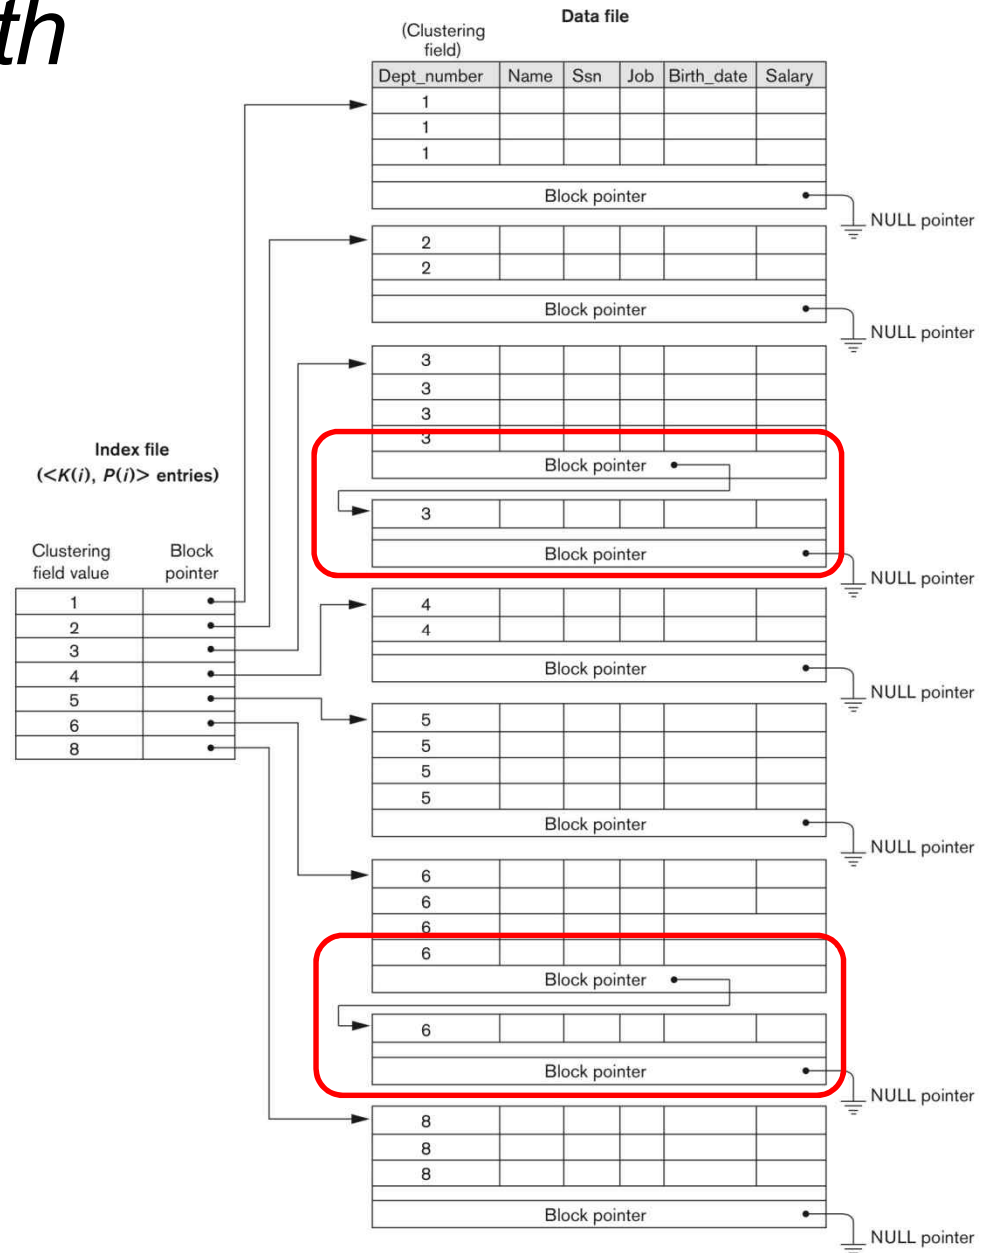 th
Data file
(Clustering
field)
Dept_number Name Ssn Job Birth_date Salary
1
1
1
Block pointer
NULL pointer
2
2
Block pointer
NULL pointer
3
3
3
3
Block pointer
3
Block pointer
NULL pointer
Index file
(<K(i), P(i)> entries)
Clustering
field value
Block
pointer
1
2
3
4
5
6
8
4
4
Block pointer
NULL pointer
5
5
5
5
Block pointer
NULL pointer
6
6
6
6
Block pointer
6
Block pointer
NULL pointer
8
8
8
Block pointer
NULL pointer